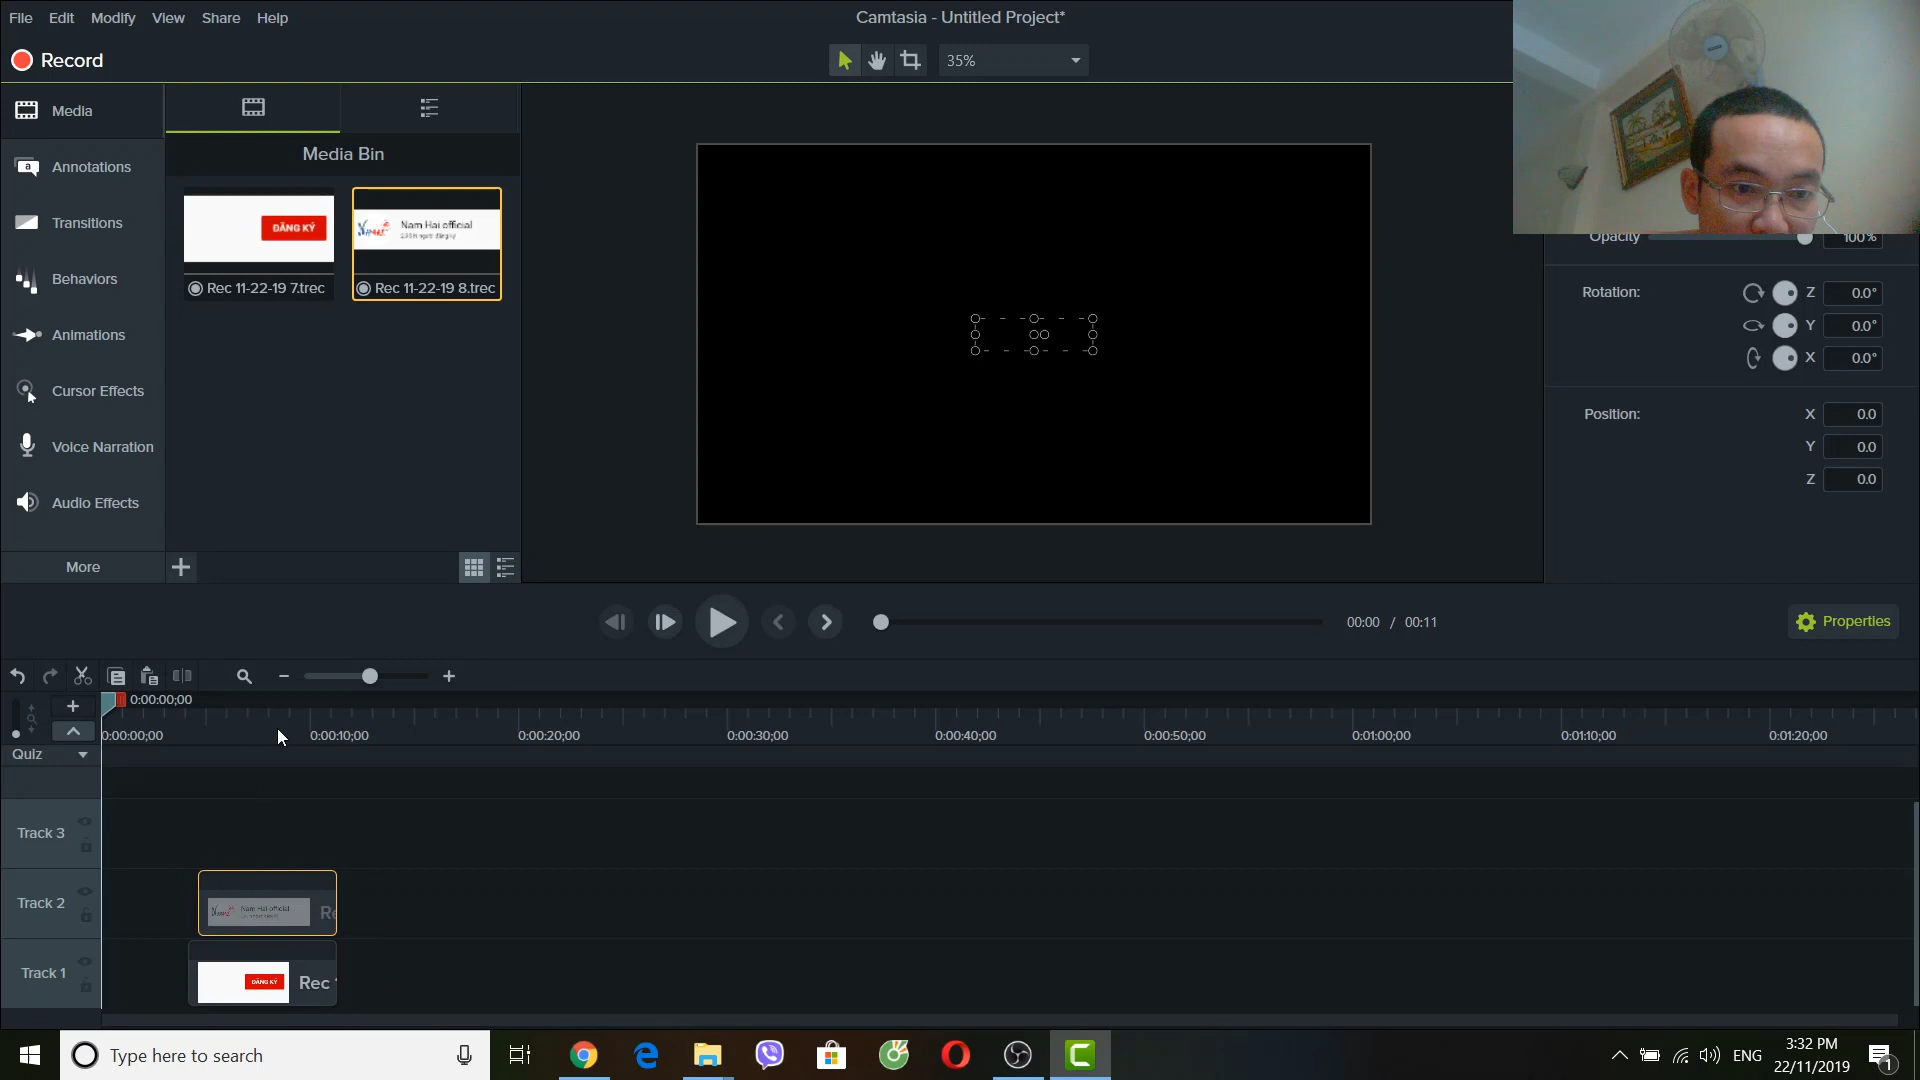 File Edit Modify View Share Help
Camtasia - Untitled Project*
Record
35%
Media
Annotations
Transitions
Behaviors
Animations
Cursor Effects
Voice Narration
Audio Effects
More
Media Bin
ĐĂNG KÝ
Nam Hai official
Rec 11-22-19 7.trec
Rec 11-22-19 8.trec
Opacity 100%
Rotation: Z 0.0°
Y 0.0°
X 0.0°
Position: X 0.0
Y 0.0
Z 0.0
00:00 / 00:11
Properties
0:00:00;00
0:00:00;00 0:00:10;00 0:00:20;00 0:00:30;00 0:00:40;00 0:00:50;00 0:01:00;00 0:01:10;00 0:01:20;00
Quiz
Track 3
Track 2
Nam Hai official
Re
Track 1
ĐĂNG KÝ
Rec
Type here to search
ENG
3:32 PM
22/11/2019
1